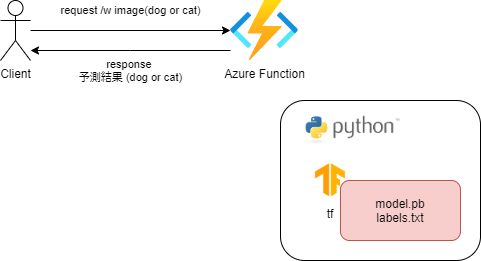 request /w image(dog or cat)
response
予測結果 (dog or cat)
Client
Azure Function
python™
tf
model.pb
labels.txt